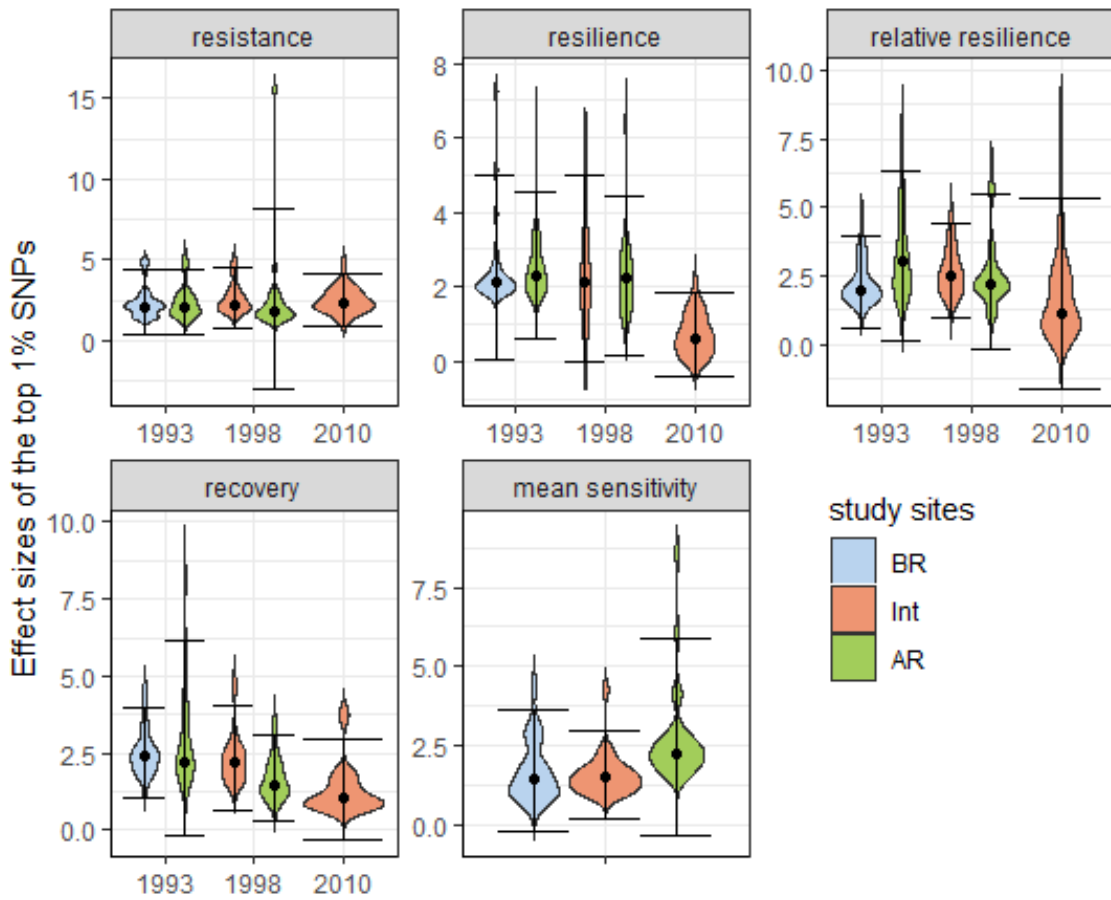 resistance
resilience
relative resilience
15
10
5
0
8
6
4
2
0
10.0
7.5
5.0
2.5
0.0
1993 1998 2010
1993 1998 2010
1993 1998 2010
Effect sizes of the top 1% SNPs
recovery
mean sensitivity
10.0
7.5
5.0
2.5
0.0
7.5
5.0
2.5
0.0
1993 1998 2010
study sites
BR
Int
AR